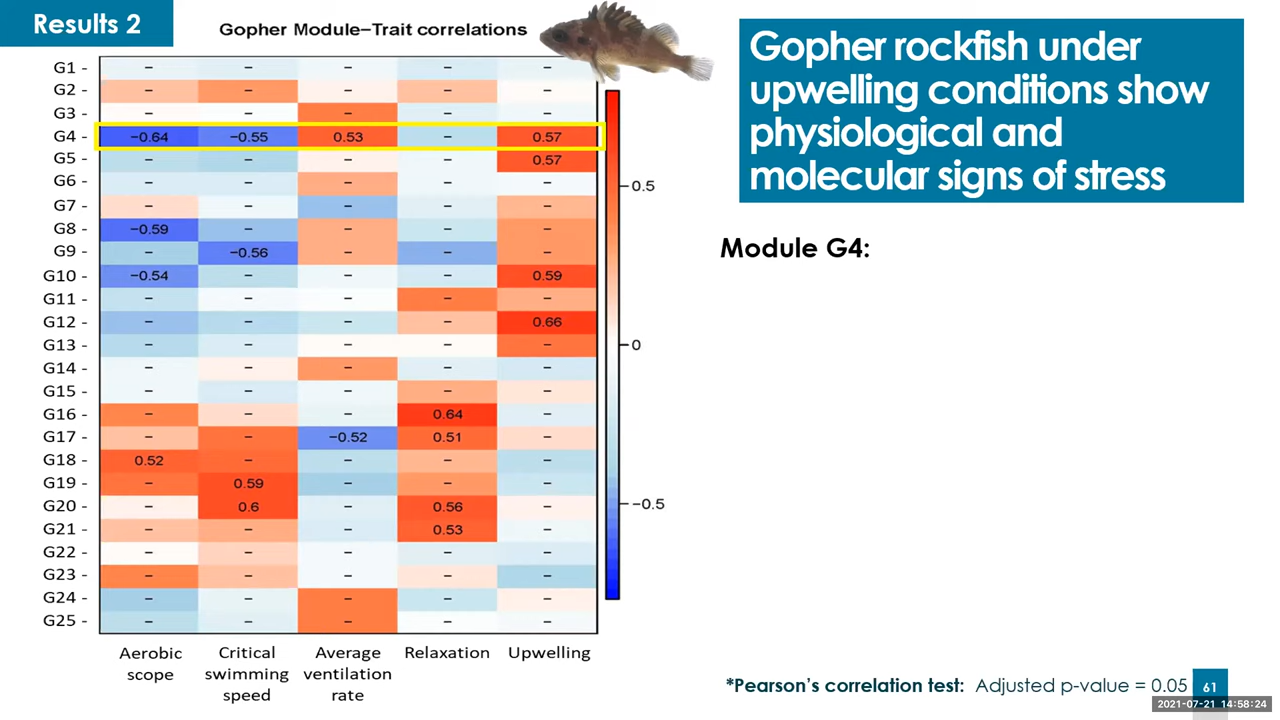 Results 2
Gopher Module−Trait correlations
Gopher rockfish under
upwelling conditions show
physiological and
molecular signs of stress
Module G4:
G1 - − − − − −
G2 - − − − − −
G3 - − − − − −
G4 - −0.64 −0.55 0.53 − 0.57
G5 - − − − − 0.57
G6 - − − − − −
G7 - − − − − −
G8 - −0.59 − − − −
G9 - − −0.56 − − −
G10 - −0.54 − − − 0.59
G11 - − − − − −
G12 - − − − − 0.66
G13 - − − − − −
G14 - − − − − −
G15 - − − − − −
G16 - − − − 0.64 −
G17 - − − −0.52 0.51 −
G18 - 0.52 − − − −
G19 - − 0.59 − − −
G20 - − 0.6 − 0.56 −
G21 - − − − 0.53 −
G22 - − − − − −
G23 - − − − − −
G24 - − − − − −
G25 - − − − − −
0.5
0
−0.5
Aerobic
scope
Critical
swimming
speed
Average
ventilation
rate
Relaxation
Upwelling
*Pearson’s correlation test: Adjusted p-value = 0.05
61
2021-07-21 14:58:24